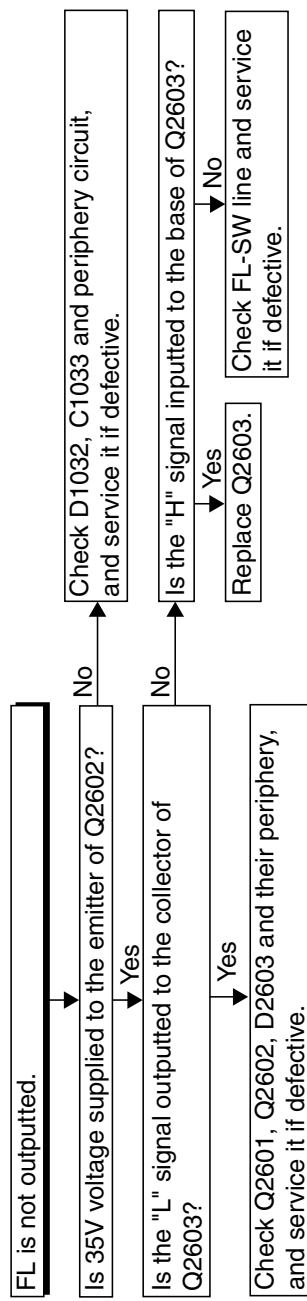 FL is not outputted.
Is 35V voltage supplied to the emitter of Q2602?
No
Check D1032, C1033 and periphery circuit,
and service it if defective.
Yes
Is the "L" signal outputted to the collector of
Q2603?
No
Is the "H" signal inputted to the base of Q2603?
Yes
Replace Q2603.
No
Check FL-SW line and service
it if defective.
Yes
Check Q2601, Q2602, D2603 and their periphery,
and service it if defective.